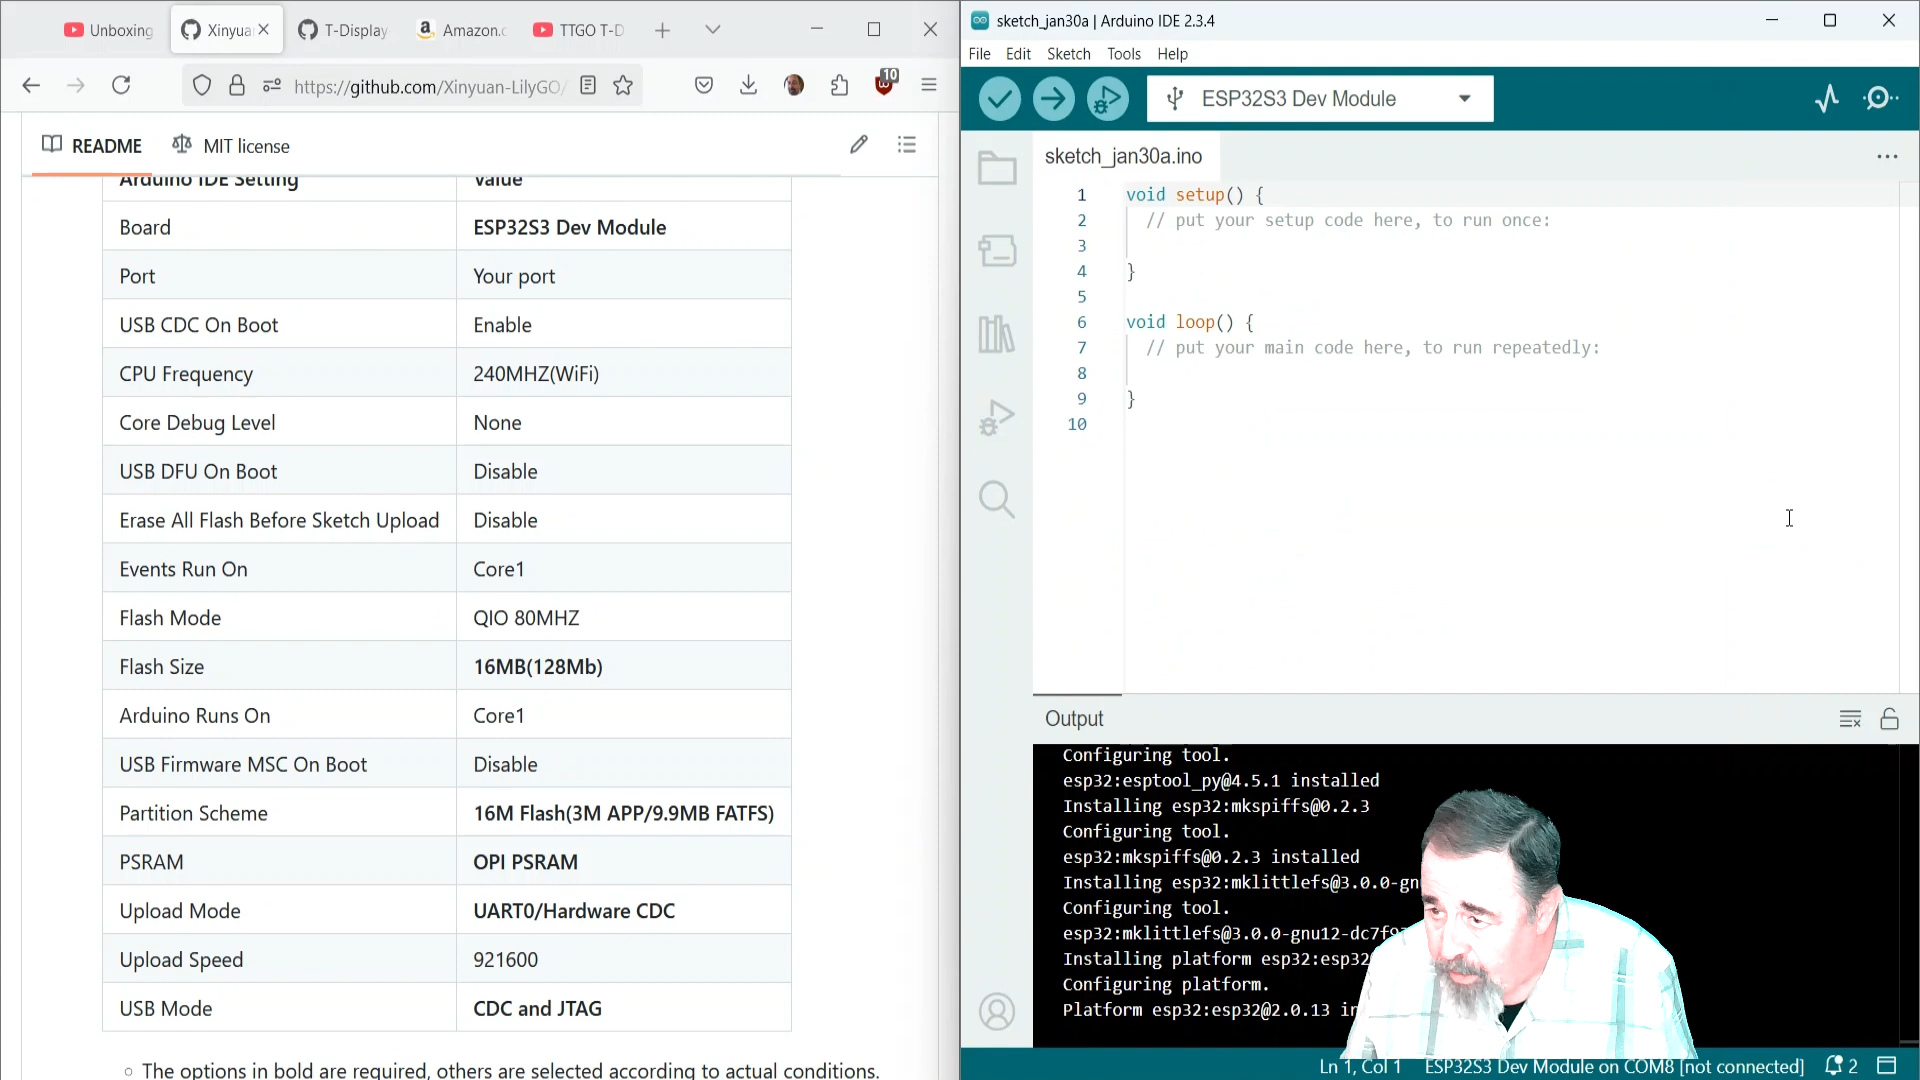 Unboxing
Xinyua
T-Display
Amazon.c
TTGO T-D
https://github.com/Xinyuan-LilyGO/
10
README
MIT license
Arduino IDE Setting Value
Board ESP32S3 Dev Module
Port Your port
USB CDC On Boot Enable
CPU Frequency 240MHZ(WiFi)
Core Debug Level None
USB DFU On Boot Disable
Erase All Flash Before Sketch Upload Disable
Events Run On Core1
Flash Mode QIO 80MHZ
Flash Size 16MB(128Mb)
Arduino Runs On Core1
USB Firmware MSC On Boot Disable
Partition Scheme 16M Flash(3M APP/9.9MB FATFS)
PSRAM OPI PSRAM
Upload Mode UART0/Hardware CDC
Upload Speed 921600
USB Mode CDC and JTAG
The options in bold are required, others are selected according to actual conditions.
sketch_jan30a | Arduino IDE 2.3.4
File Edit Sketch Tools Help
ESP32S3 Dev Module
sketch_jan30a.ino
1 void setup() {
2 // put your setup code here, to run once:
3
4 }
5
6 void loop() {
7 // put your main code here, to run repeatedly:
8
9 }
10
Output
Configuring tool.
esp32:esptool_py@4.5.1 installed
Installing esp32:mkspiffs@0.2.3
Configuring tool.
esp32:mkspiffs@0.2.3 installed
Installing esp32:mklittlefs@3.0.0-gn
Configuring tool.
esp32:mklittlefs@3.0.0-gnu12-dc7f9
Installing platform esp32:esp32
Configuring platform.
Platform esp32:esp32@2.0.13 in
Ln 1, Col 1 ESP32S3 Dev Module on COM8 [not connected] 2